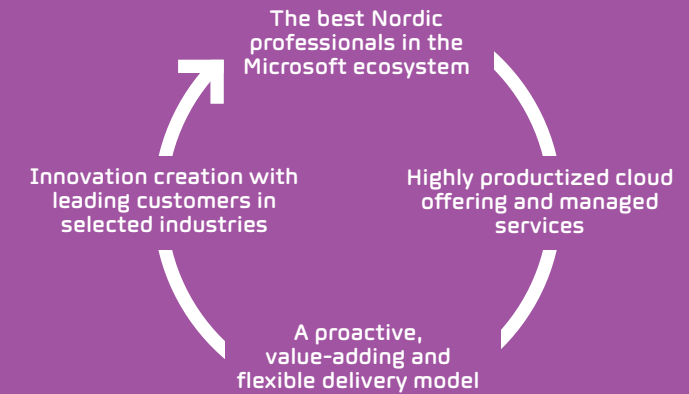 The best Nordic
professionals in the
Microsoft ecosystem
Highly productized cloud
offering and managed
services
A proactive,
value-adding and
flexible delivery model
Innovation creation with
leading customers in
selected industries